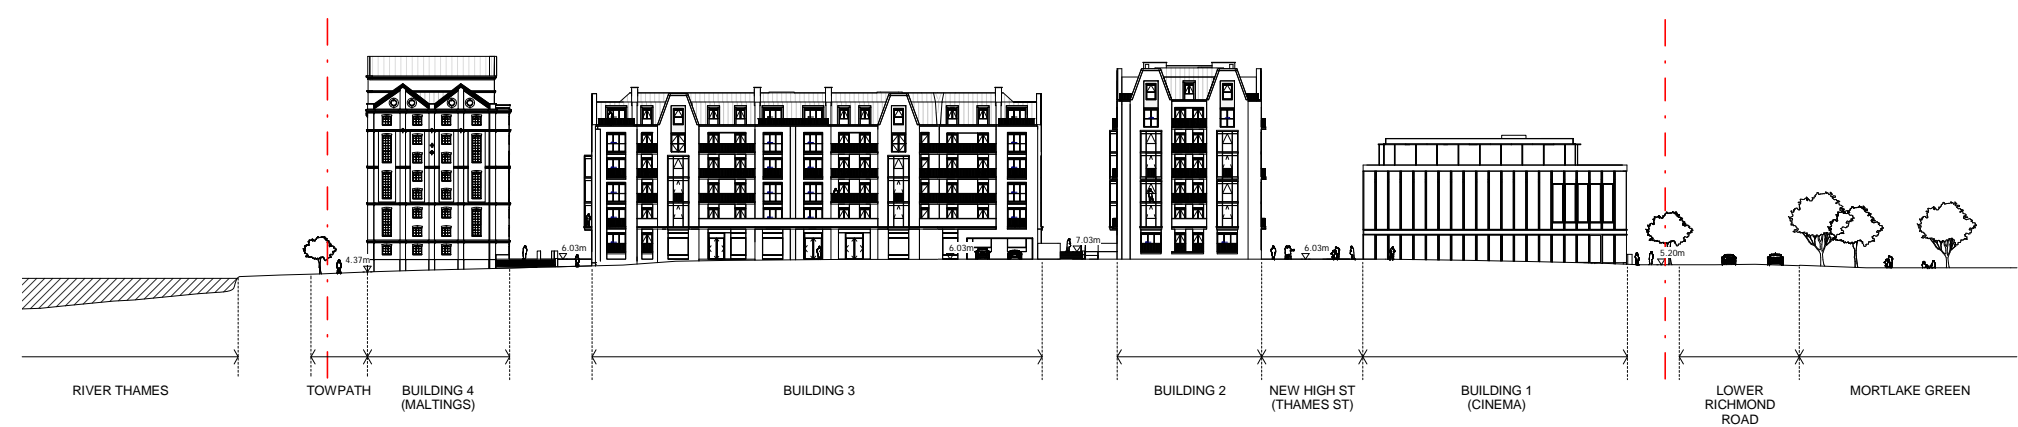 6.03m
7.03m
4.37m
6.03m
6.03m
5.20m
RIVER THAMES
TOWPATH
BUILDING 4
(MALTINGS)
BUILDING 3
BUILDING 2
NEW HIGH ST
(THAMES ST)
BUILDING 1
(CINEMA)
LOWER
RICHMOND
ROAD
MORTLAKE GREEN